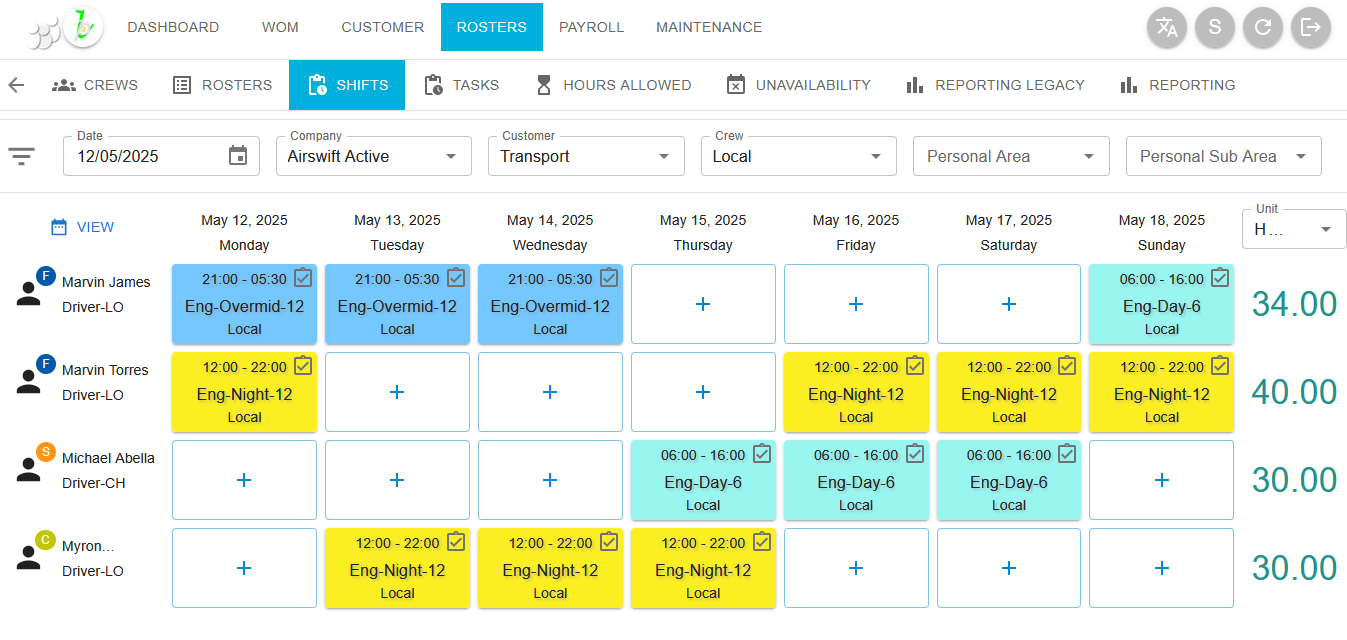 DASHBOARD WOM CUSTOMER ROSTERS PAYROLL MAINTENANCE S
CREWS ROSTERS SHIFTS TASKS HOURS ALLOWED UNAVAILABILITY REPORTING LEGACY REPORTING
Date Company Customer Crew
12/05/2025 Airswift Active Transport Local Personal Area Personal Sub Area
VIEW
May 12, 2025 May 13, 2025 May 14, 2025 May 15, 2025 May 16, 2025 May 17, 2025 May 18, 2025
Monday Tuesday Wednesday Thursday Friday Saturday Sunday
Unit
H...
F Marvin James
Driver-LO
21:00 - 05:30 21:00 - 05:30 21:00 - 05:30 06:00 - 16:00
Eng-Overmid-12 Eng-Overmid-12 Eng-Overmid-12 + + + Eng-Day-6 34.00
Local Local Local Local
F Marvin Torres
Driver-LO
12:00 - 22:00 12:00 - 22:00 12:00 - 22:00 12:00 - 22:00
Eng-Night-12 + + + Eng-Night-12 Eng-Night-12 Eng-Night-12 40.00
Local Local Local Local
S Michael Abella
Driver-CH
06:00 - 16:00 06:00 - 16:00 06:00 - 16:00
+ + + Eng-Day-6 Eng-Day-6 Eng-Day-6 + 30.00
Local Local Local
C Myron...
Driver-LO
12:00 - 22:00 12:00 - 22:00 12:00 - 22:00
+ Eng-Night-12 Eng-Night-12 Eng-Night-12 + + + 30.00
Local Local Local